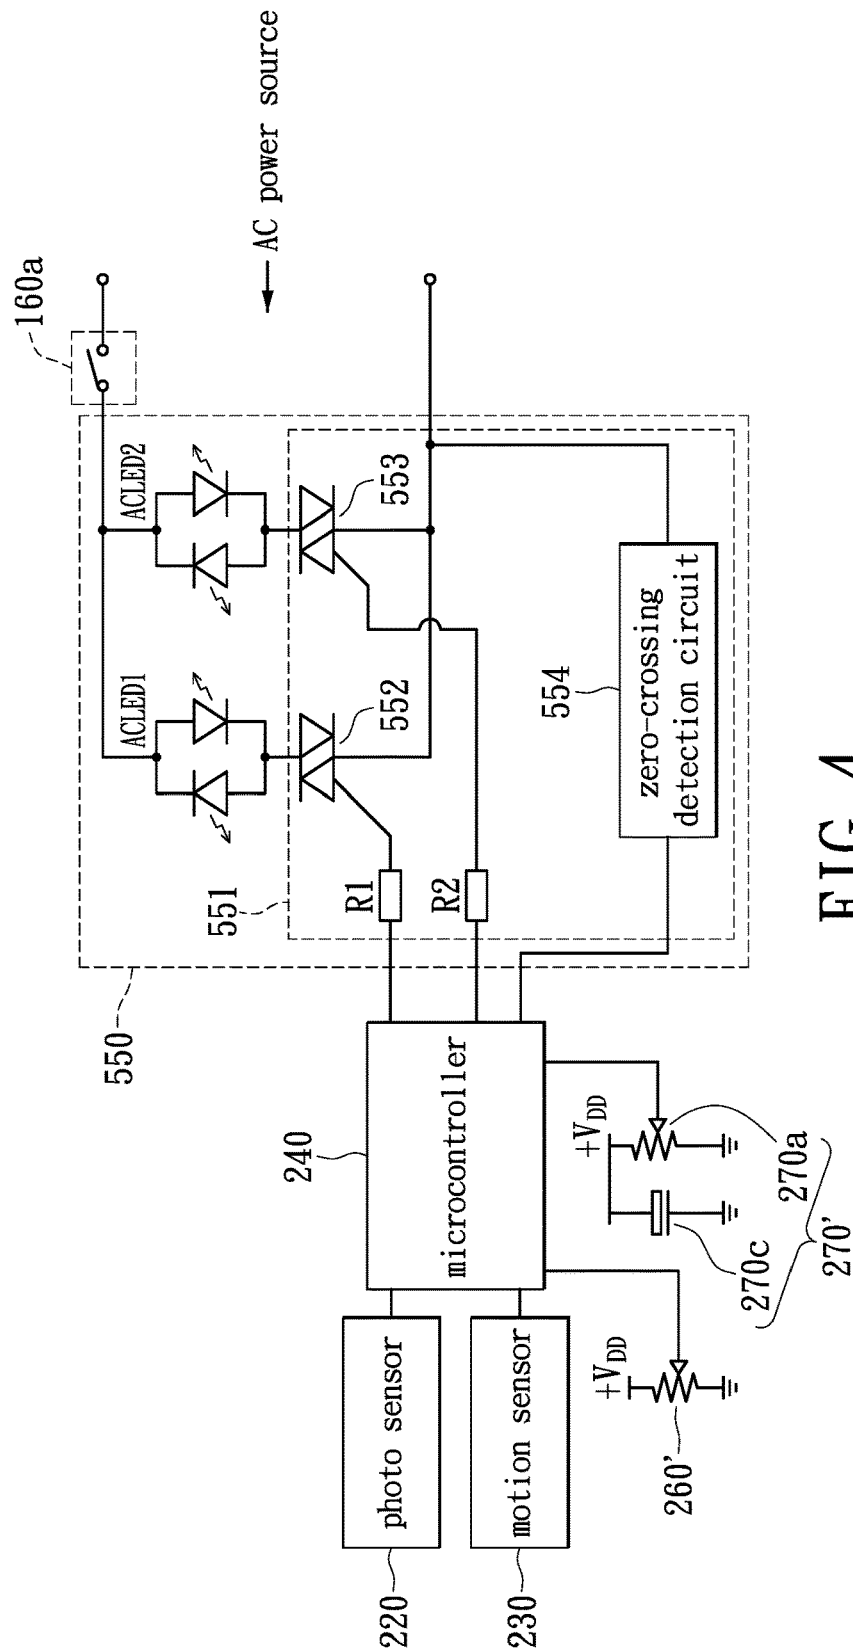 160a
AC power source
ACLED1
ACLED2
550
551
552
553
R1
R2
554
zero-crossing
detection circuit
240
microcontroller
220
photo sensor
230
motion sensor
+VDD
260'
+VDD
270a
270c
270'
FIG. 4